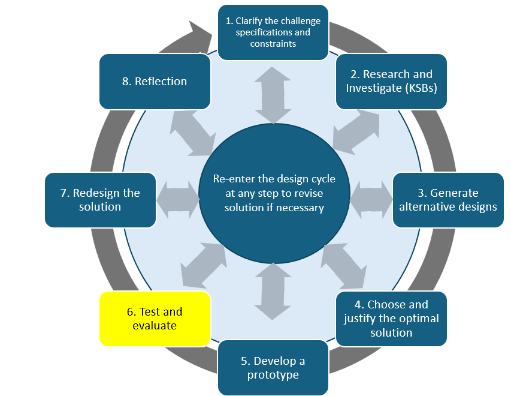 1. Clarify the challenge
specifications and
constraints
2. Research and
Investigate (KSBs)
3. Generate
alternative designs
4. Choose and
justify the optimal
solution
5. Develop a
prototype
6. Test and
evaluate
7. Redesign the
solution
8. Reflection
Re-enter the design cycle
at any step to revise
solution if necessary